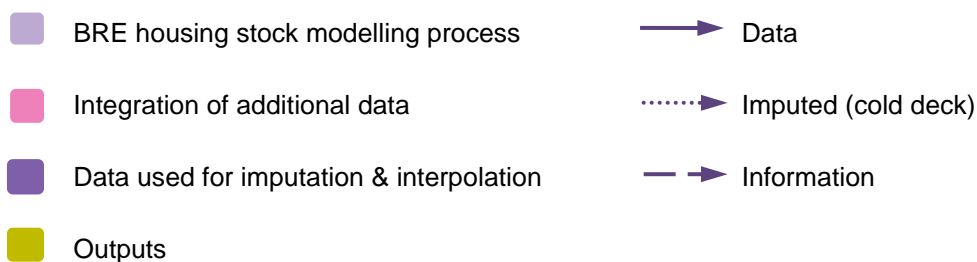 BRE housing stock modelling process
Data
Integration of additional data
Imputed (cold deck)
Data used for imputation & interpolation
Information
Outputs